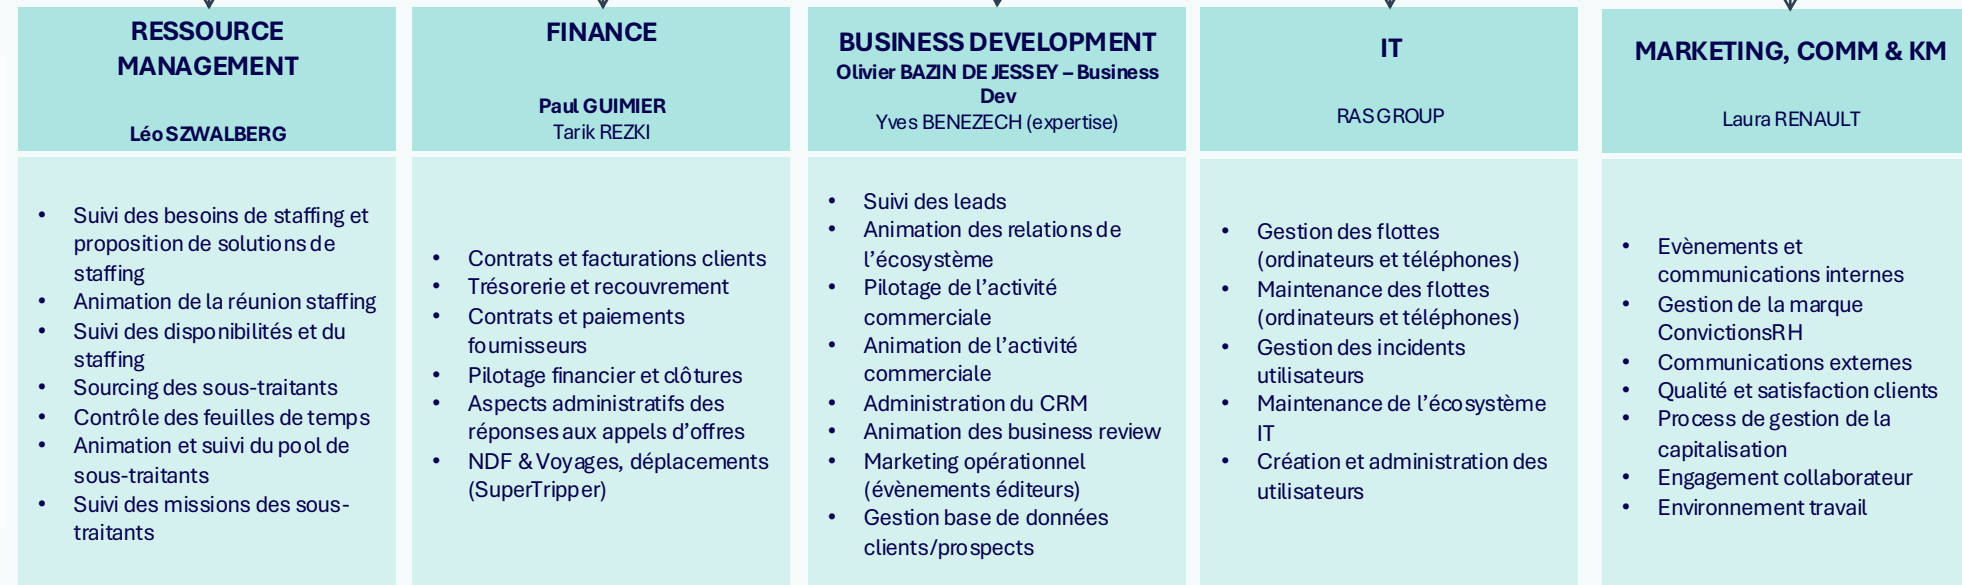 RESSOURCE
MANAGEMENT
Léo SZWALBERG
• Suivi des besoins de staffing et
proposition de solutions de
staffing
• Animation de la réunion staffing
• Suivi des disponibilités et du
staffing
• Sourcing des sous-traitants
• Contrôle des feuilles de temps
• Animation et suivi du pool de
sous-traitants
• Suivi des missions des sous-
traitants
FINANCE
Paul GUIMIER
Tarik REZKI
• Contrats et facturations clients
• Trésorerie et recouvrement
• Contrats et paiements
fournisseurs
• Pilotage financier et clôtures
• Aspects administratifs des
réponses aux appels d’offres
• NDF & Voyages, déplacements
(SuperTripper)
BUSINESS DEVELOPMENT
Olivier BAZIN DE JESSEY – Business
Dev
Yves BENEZECH (expertise)
• Suivi des leads
• Animation des relations de
l’écosystème
• Pilotage de l’activité
commerciale
• Animation de l’activité
commerciale
• Administration du CRM
• Animation des business review
• Marketing opérationnel
(évènements éditeurs)
• Gestion base de données
clients/prospects
IT
RAS GROUP
• Gestion des flottes
(ordinateurs et téléphones)
• Maintenance des flottes
(ordinateurs et téléphones)
• Gestion des incidents
utilisateurs
• Maintenance de l’écosystème
IT
• Création et administration des
utilisateurs
MARKETING, COMM & KM
Laura RENAULT
• Evènements et
communications internes
• Gestion de la marque
ConvictionsRH
• Communications externes
• Qualité et satisfaction clients
• Process de gestion de la
capitalisation
• Engagement collaborateur
• Environnement travail